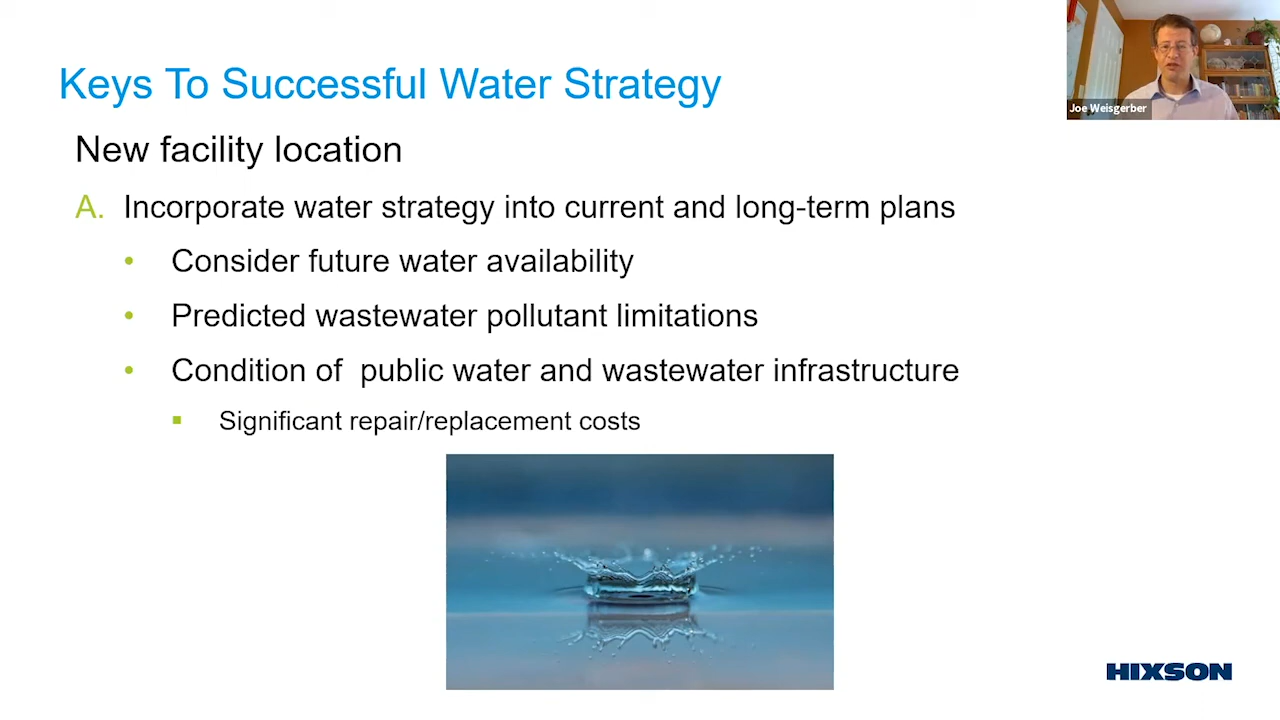 Keys To Successful Water Strategy
Joe Weisgerber
New facility location
A. Incorporate water strategy into current and long-term plans
• Consider future water availability
• Predicted wastewater pollutant limitations
• Condition of  public water and wastewater infrastructure
▪ Significant repair/replacement costs
HIXSON